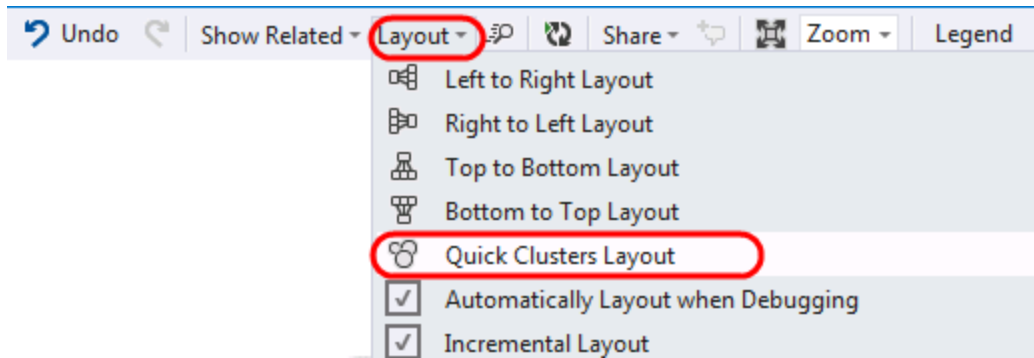 Undo Show Related Layout Share Zoom Legend
Left to Right Layout
Right to Left Layout
Top to Bottom Layout
Bottom to Top Layout
Quick Clusters Layout
Automatically Layout when Debugging
Incremental Layout